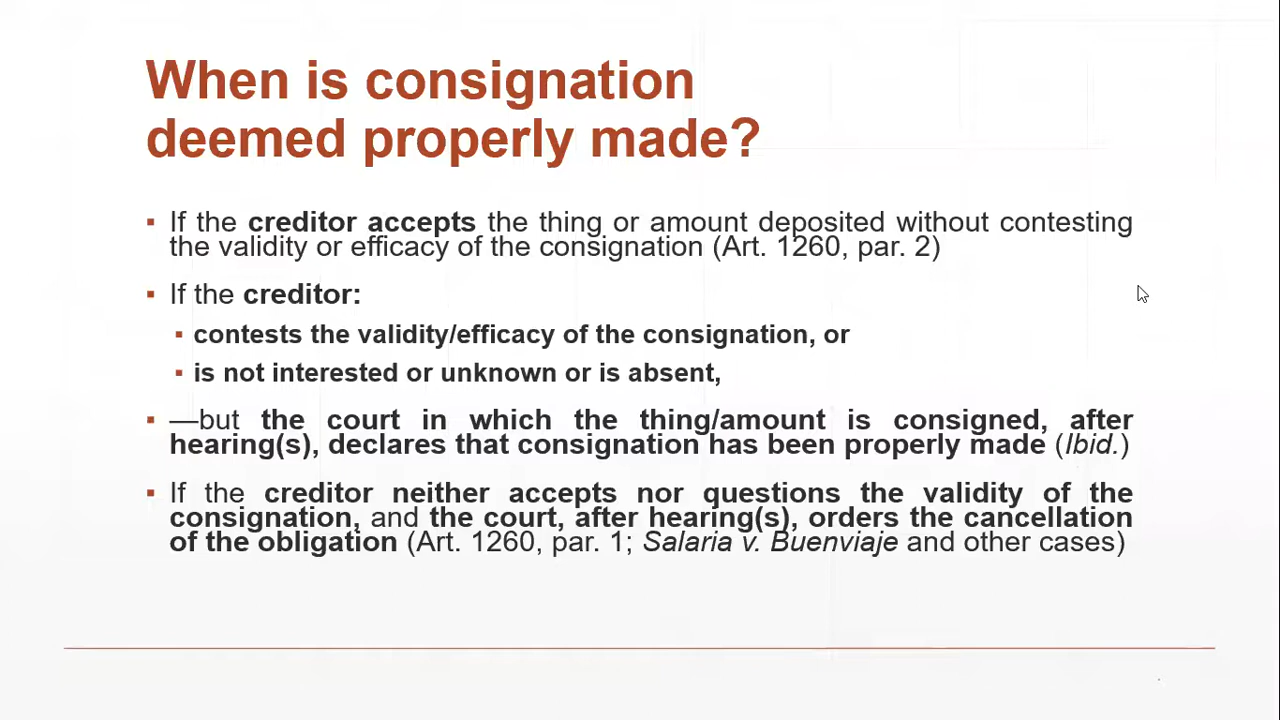 When is consignation
deemed properly made?
▪ If the creditor accepts the thing or amount deposited without contesting
the validity or efficacy of the consignation (Art. 1260, par. 2)
▪ If the creditor:
▪ contests the validity/efficacy of the consignation, or
▪ is not interested or unknown or is absent,
▪ —but the court in which the thing/amount is consigned, after
hearing(s), declares that consignation has been properly made (Ibid.)
▪ If the creditor neither accepts nor questions the validity of the
consignation, and the court, after hearing(s), orders the cancellation
of the obligation (Art. 1260, par. 1; Salaria v. Buenviaje and other cases)